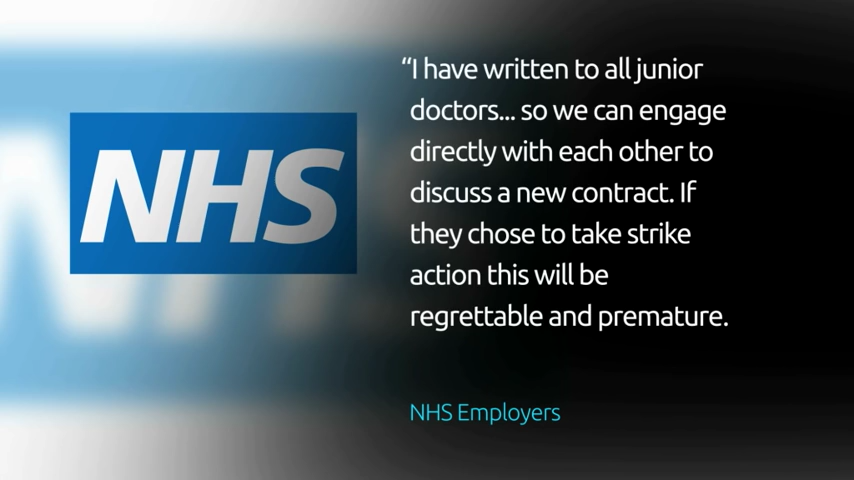 NHS
“I have written to all junior
doctors... so we can engage
directly with each other to
discuss a new contract. If
they chose to take strike
action this will be
regrettable and premature.
NHS Employers